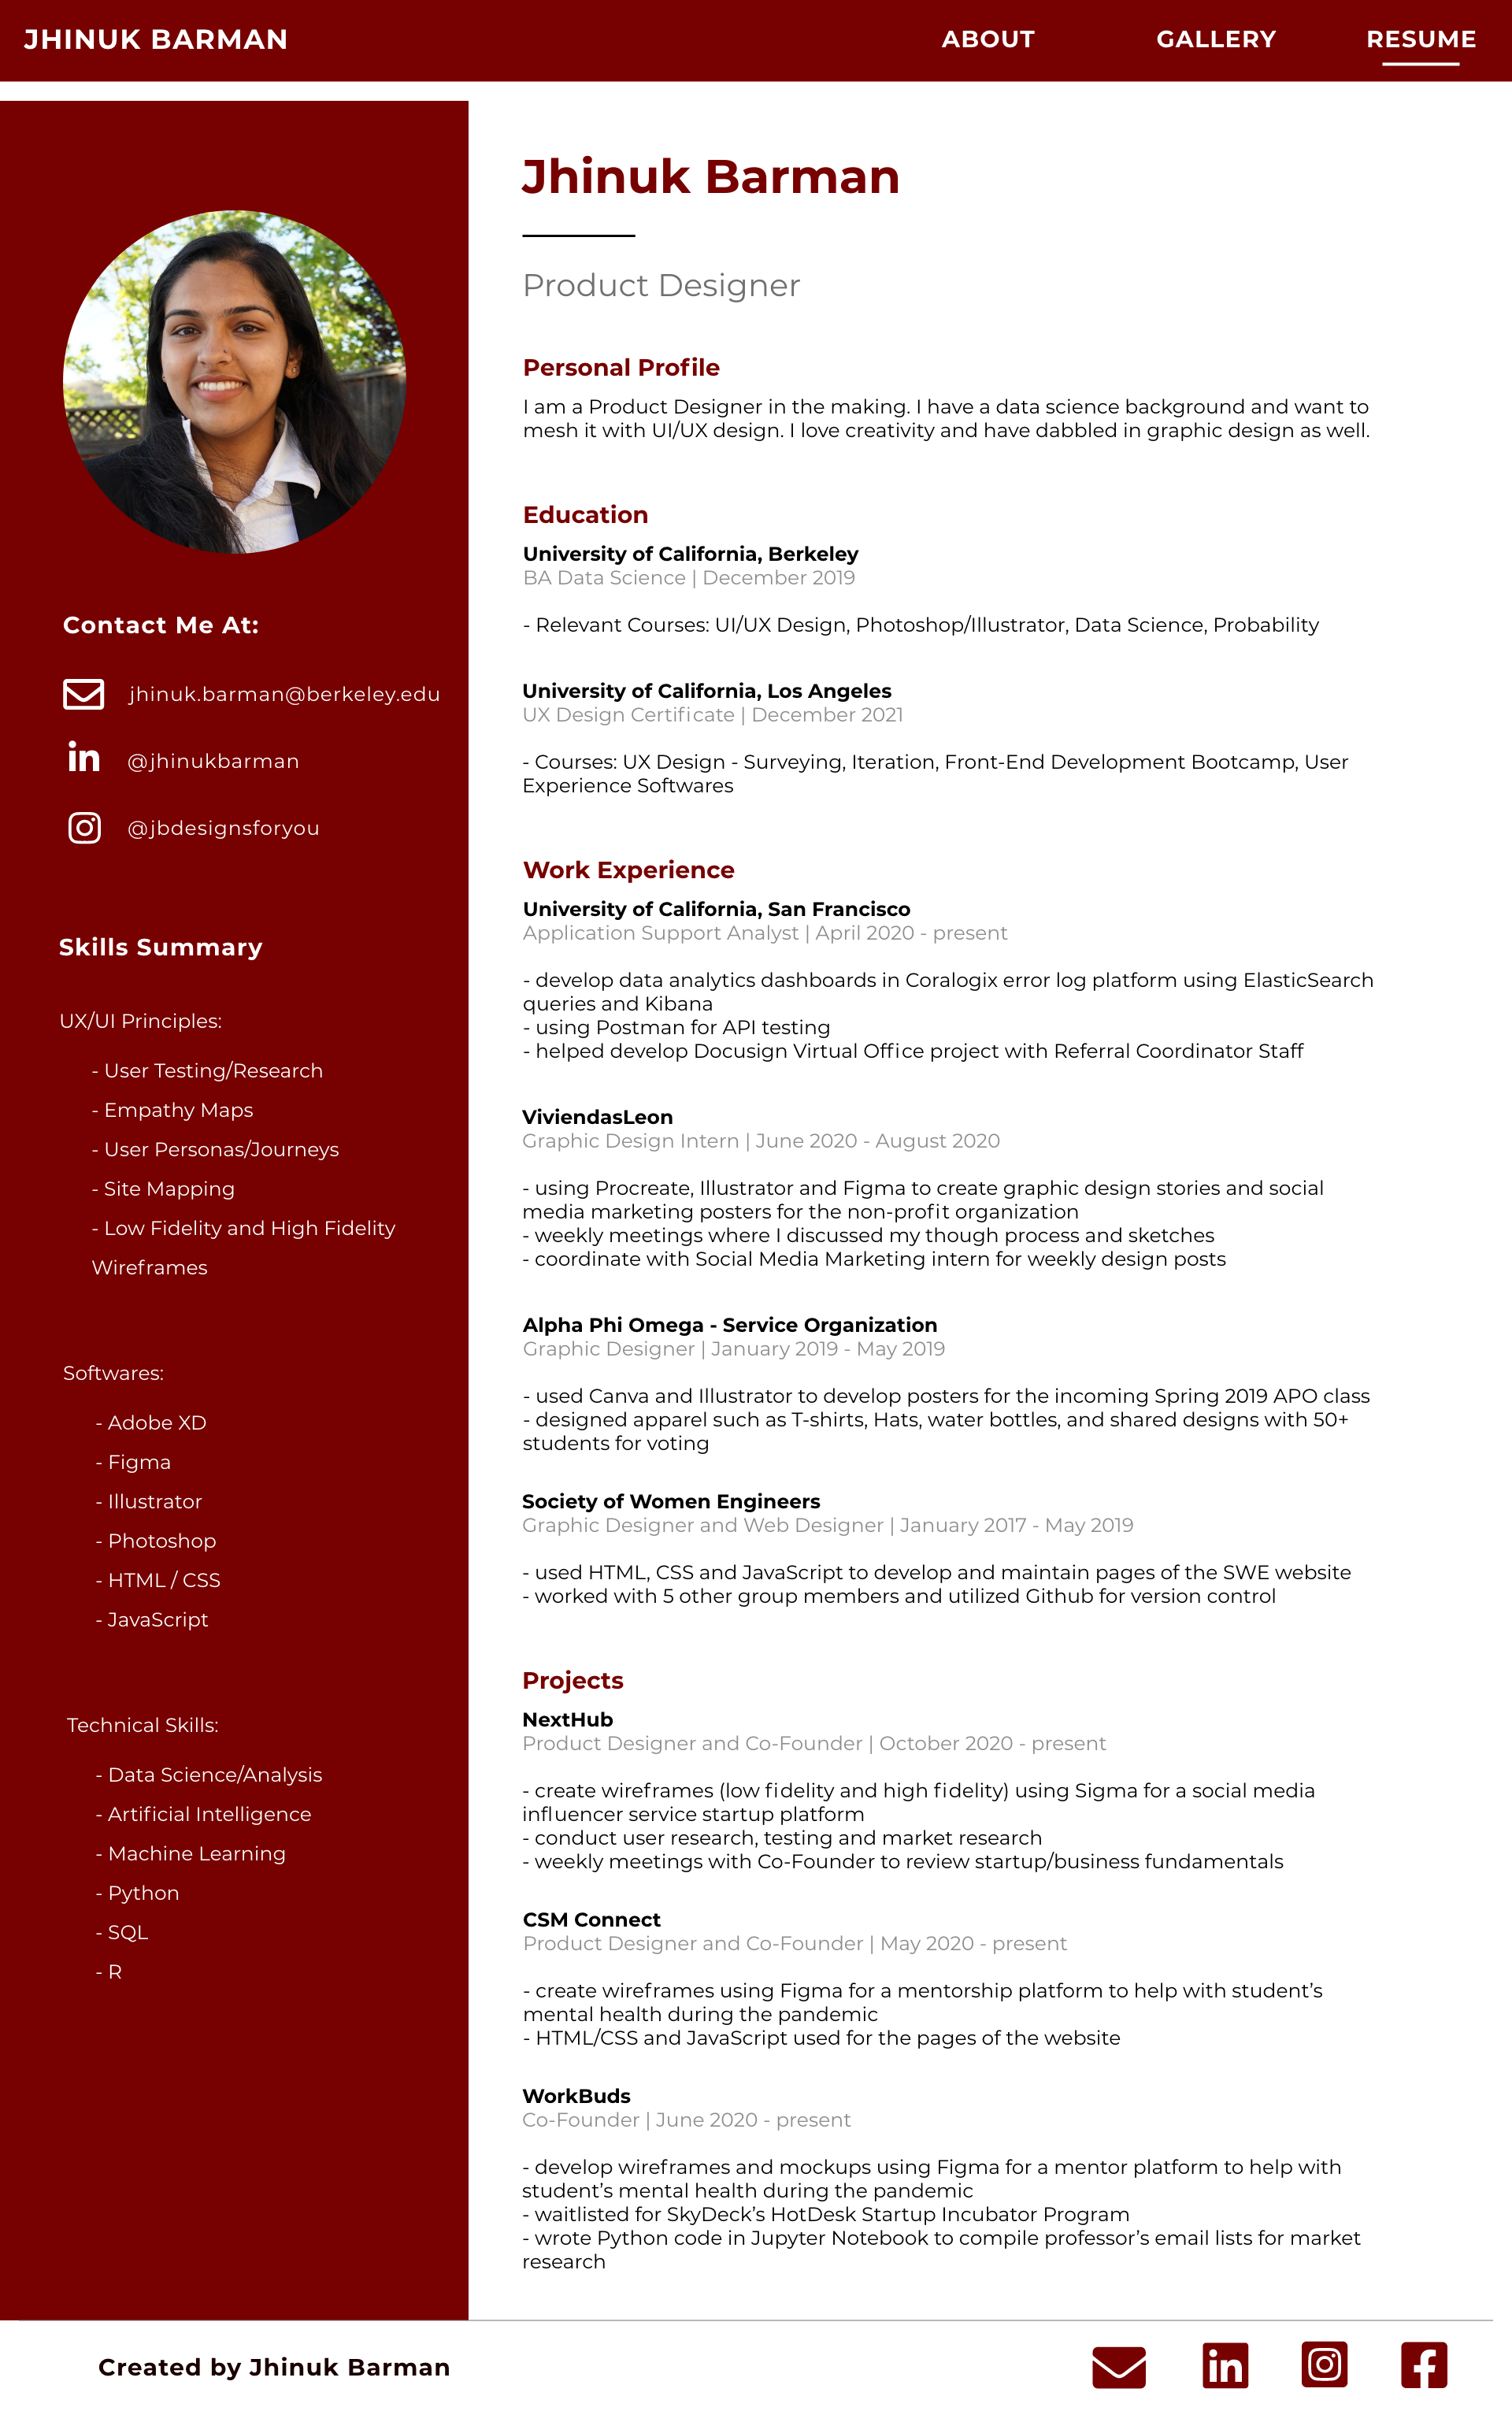 JHINUK BARMAN
ABOUT
GALLERY
RESUME
Contact Me At:
jhinuk.barman@berkeley.edu
in @jhinukbarman
@jbdesignsforyou
Skills Summary
UX/UI Principles:
- User Testing/Research
- Empathy Maps
- User Personas/Journeys
- Site Mapping
- Low Fidelity and High Fidelity
Wireframes
Softwares:
- Adobe XD
- Figma
- Illustrator
- Photoshop
- HTML / CSS
- JavaScript
Technical Skills:
- Data Science/Analysis
- Artificial Intelligence
- Machine Learning
- Python
- SQL
- R
Jhinuk Barman
Product Designer
Personal Profile
I am a Product Designer in the making. I have a data science background and want to
mesh it with UI/UX design. I love creativity and have dabbled in graphic design as well.
Education
University of California, Berkeley
BA Data Science | December 2019
- Relevant Courses: UI/UX Design, Photoshop/Illustrator, Data Science, Probability
University of California, Los Angeles
UX Design Certificate | December 2021
- Courses: UX Design - Surveying, Iteration, Front-End Development Bootcamp, User
Experience Softwares
Work Experience
University of California, San Francisco
Application Support Analyst | April 2020 - present
- develop data analytics dashboards in Coralogix error log platform using ElasticSearch
queries and Kibana
- using Postman for API testing
- helped develop Docusign Virtual Office project with Referral Coordinator Staff
ViviendasLeon
Graphic Design Intern | June 2020 - August 2020
- using Procreate, Illustrator and Figma to create graphic design stories and social
media marketing posters for the non-profit organization
- weekly meetings where I discussed my though process and sketches
- coordinate with Social Media Marketing intern for weekly design posts
Alpha Phi Omega - Service Organization
Graphic Designer | January 2019 - May 2019
- used Canva and Illustrator to develop posters for the incoming Spring 2019 APO class
- designed apparel such as T-shirts, Hats, water bottles, and shared designs with 50+
students for voting
Society of Women Engineers
Graphic Designer and Web Designer | January 2017 - May 2019
- used HTML, CSS and JavaScript to develop and maintain pages of the SWE website
- worked with 5 other group members and utilized Github for version control
Projects
NextHub
Product Designer and Co-Founder | October 2020 - present
- create wireframes (low fidelity and high fidelity) using Sigma for a social media
influencer service startup platform
- conduct user research, testing and market research
- weekly meetings with Co-Founder to review startup/business fundamentals
CSM Connect
Product Designer and Co-Founder | May 2020 - present
- create wireframes using Figma for a mentorship platform to help with student’s
mental health during the pandemic
- HTML/CSS and JavaScript used for the pages of the website
WorkBuds
Co-Founder | June 2020 - present
- develop wireframes and mockups using Figma for a mentor platform to help with
student’s mental health during the pandemic
- waitlisted for SkyDeck’s HotDesk Startup Incubator Program
- wrote Python code in Jupyter Notebook to compile professor’s email lists for market
research
Created by Jhinuk Barman
in